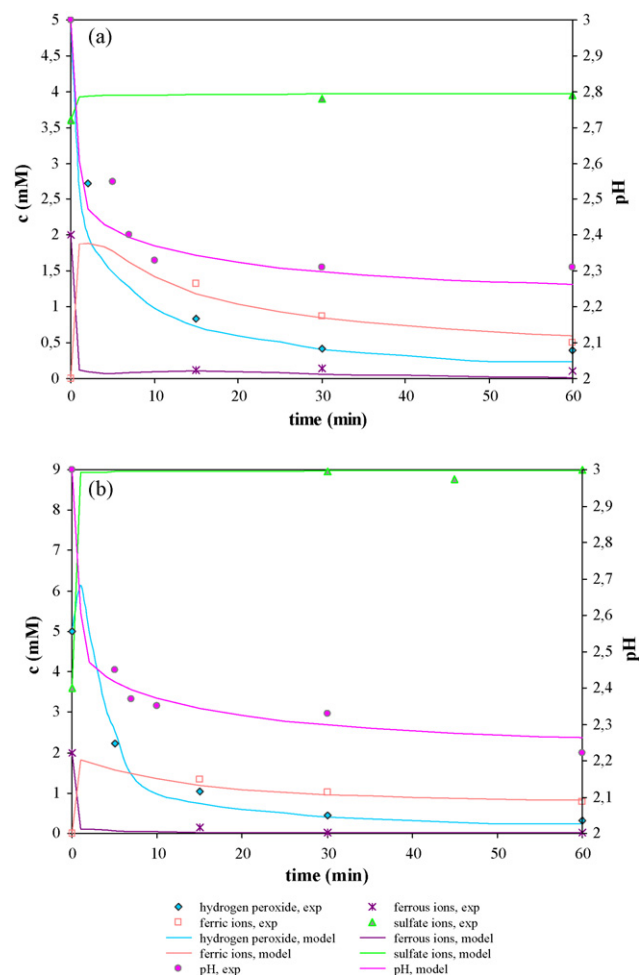 (a)
5
4,5
4
3,5
3
2,5
2
1,5
1
0,5
0
c (mM)
3
2,9
2,8
2,7
2,6
2,5
2,4
2,3
2,2
2,1
2
pH
0 10 20 30 40 50 60
time (min)
(b)
9
8
7
6
5
4
3
2
1
0
c (mM)
3
2,9
2,8
2,7
2,6
2,5
2,4
2,3
2,2
2,1
2
pH
0 10 20 30 40 50 60
time (min)
hydrogen peroxide, exp ferrous ions, exp
ferric ions, exp sulfate ions, exp
hydrogen peroxide, model ferrous ions, model
ferric ions, model sulfate ions, model
pH, exp pH, model